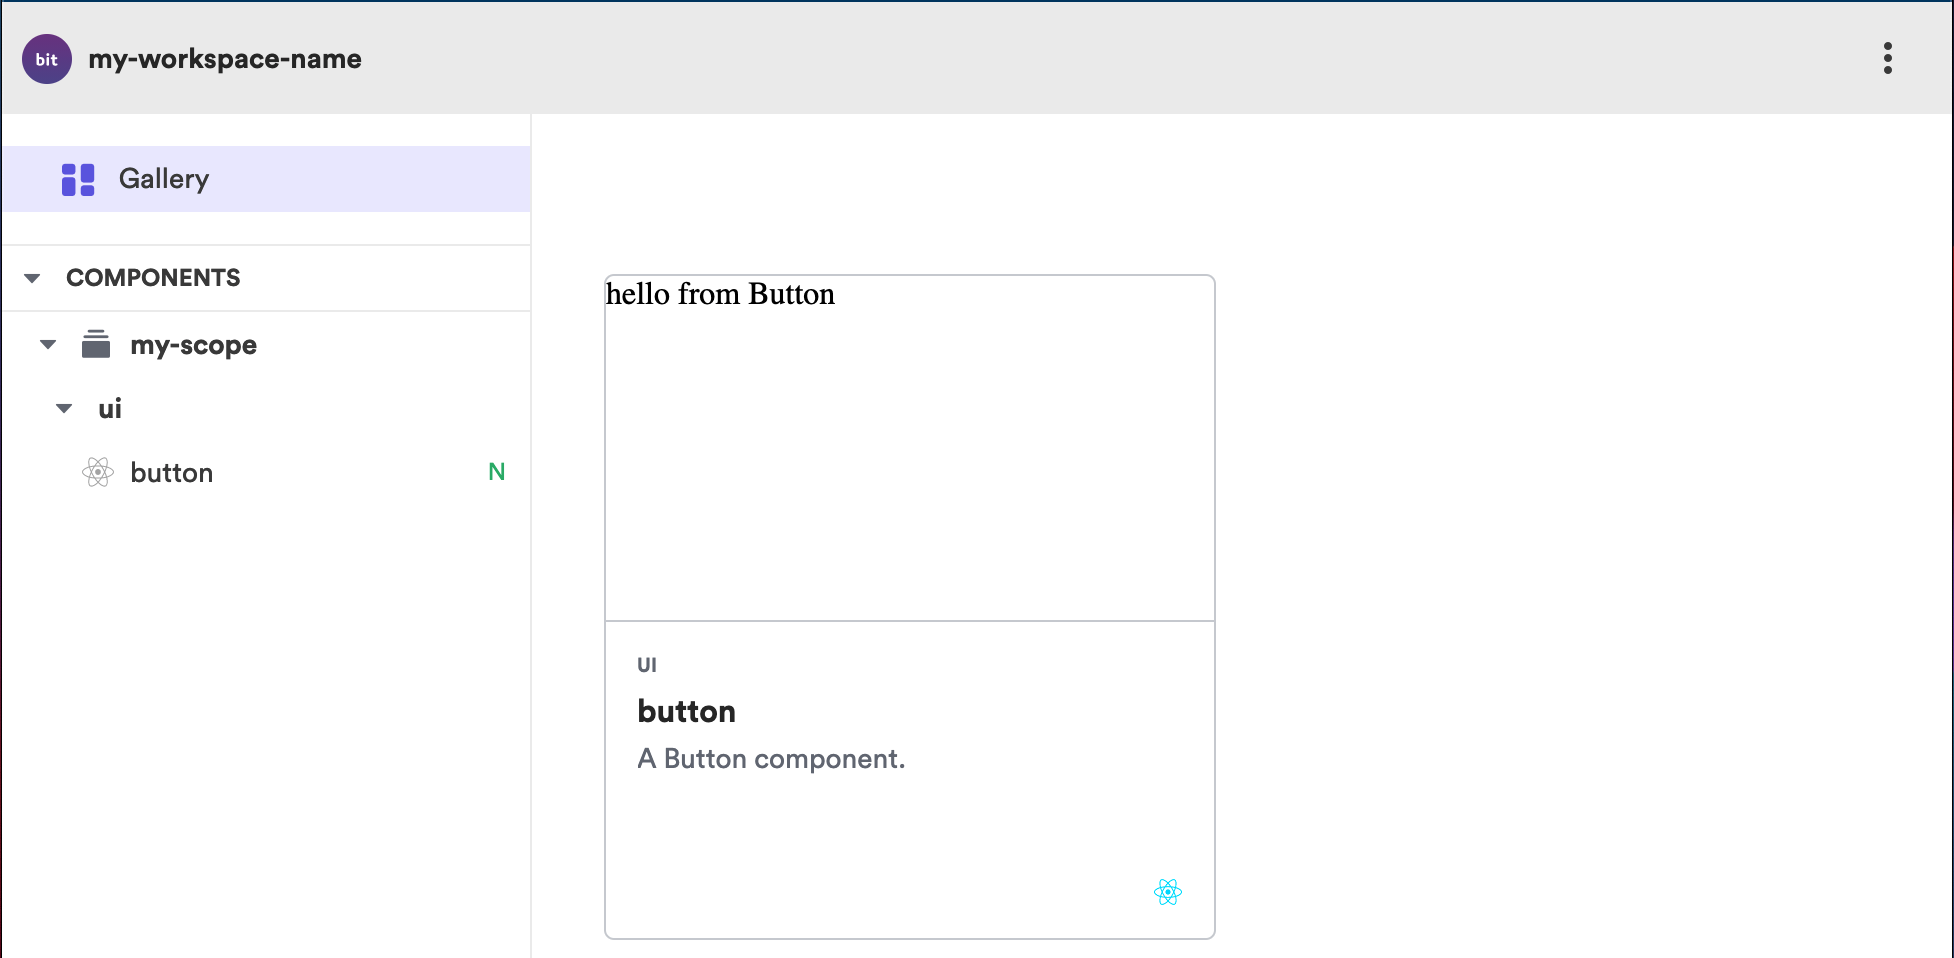 bit my-workspace-name
Gallery
COMPONENTS
my-scope
ui
button N
hello from Button
UI
button
A Button component.